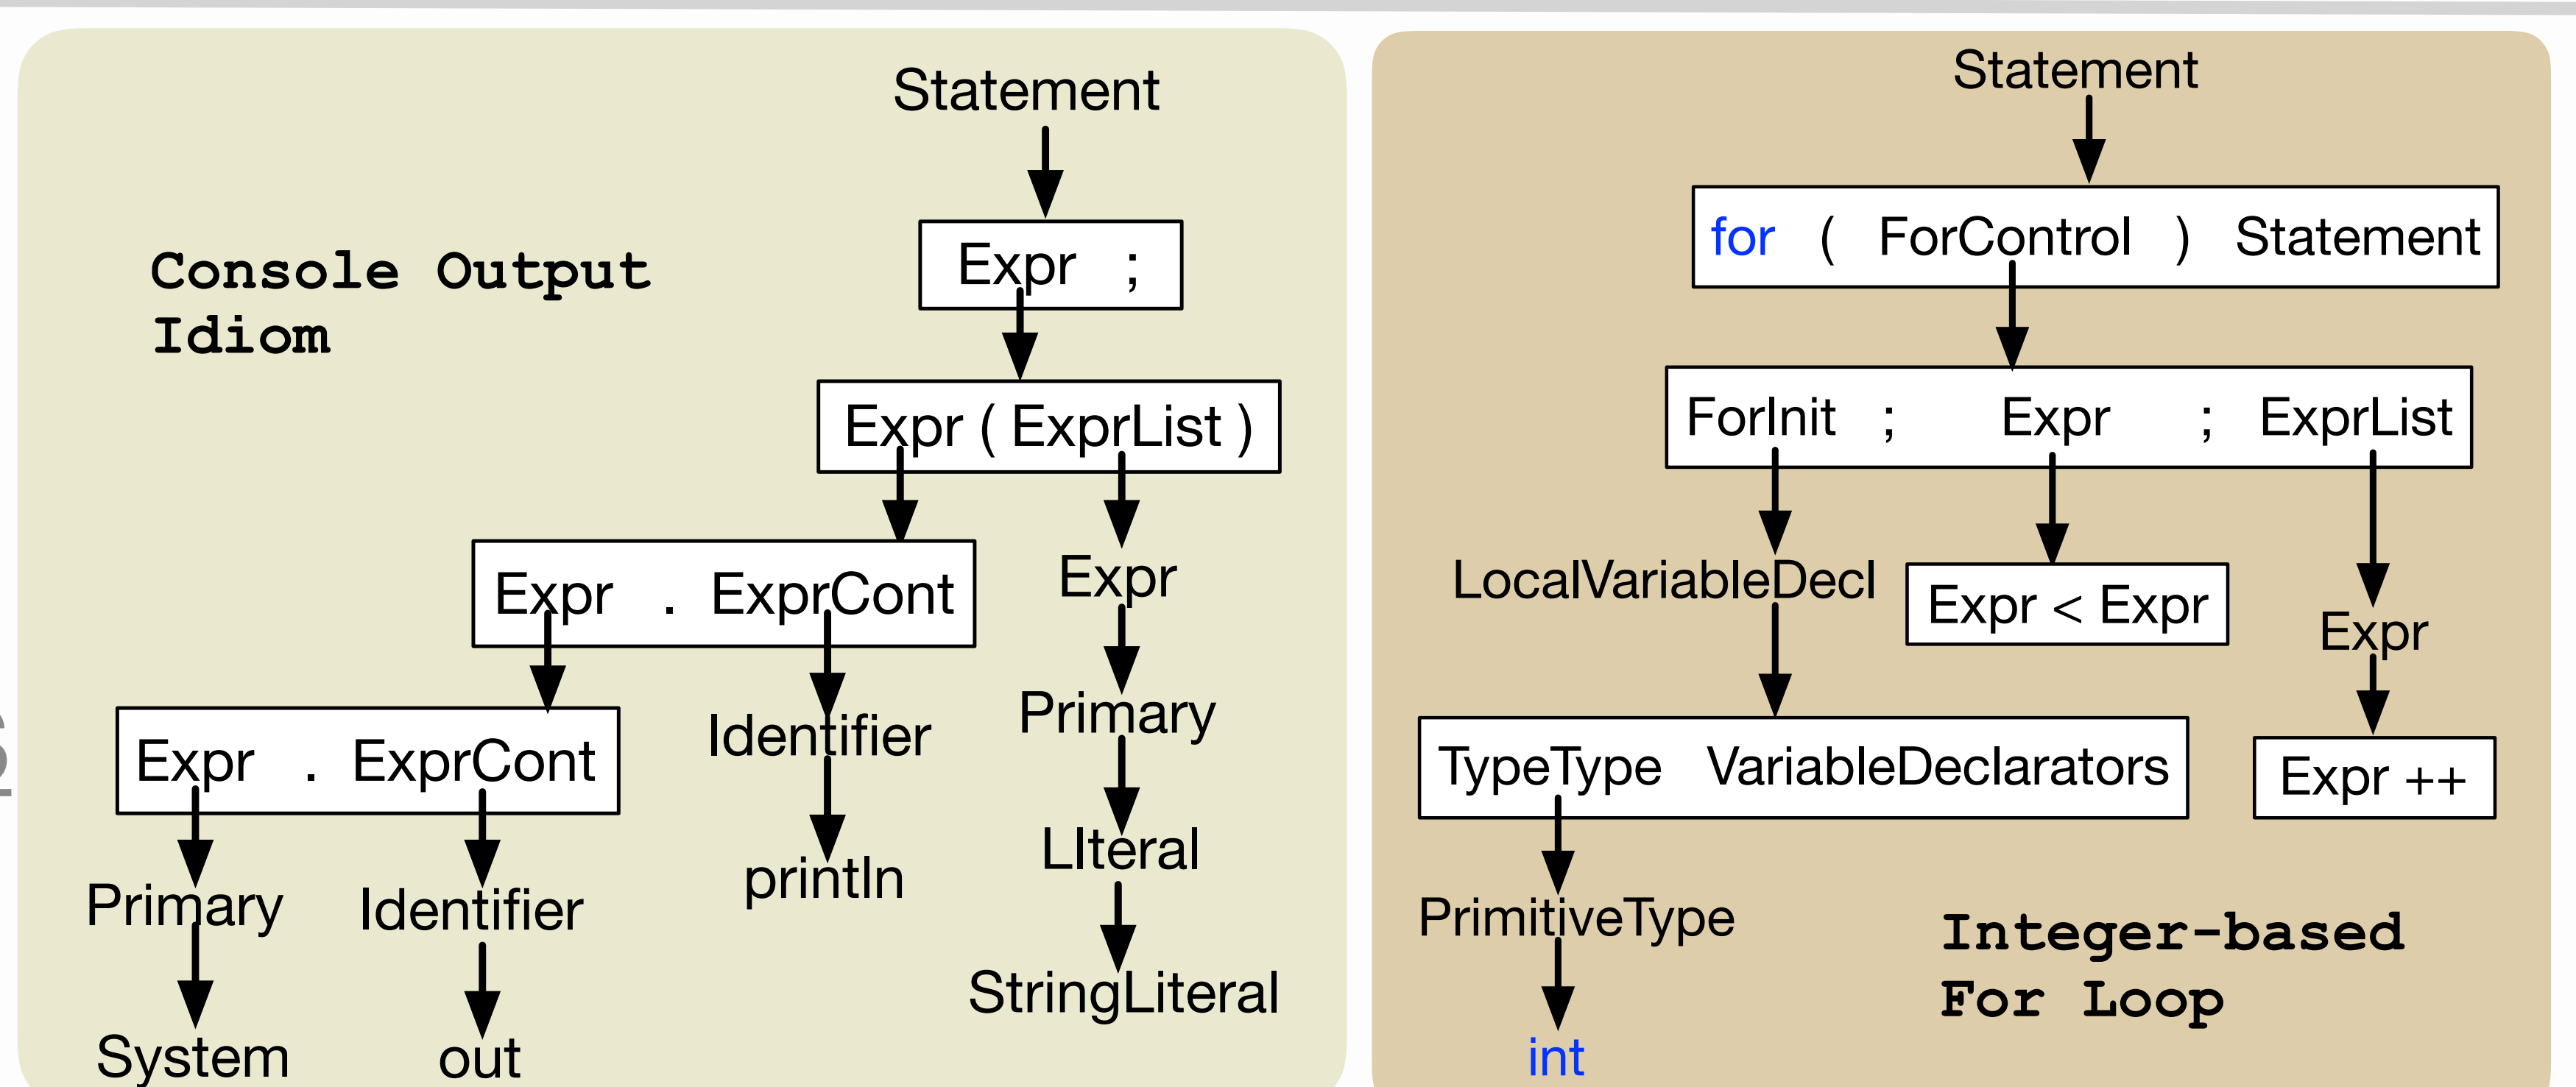 Statement
Expr ;
Console Output
Idiom
Expr ( ExprList )
Expr . ExprCont
Expr
Expr . ExprCont
Identifier
Primary
println
LIteral
Primary
Identifier
StringLiteral
System
out
Statement
for ( ForControl ) Statement
ForInit ; Expr ; ExprList
LocalVariableDecl
Expr < Expr
Expr
TypeType VariableDeclarators
Expr ++
PrimitiveType
Integer-based
For Loop
int